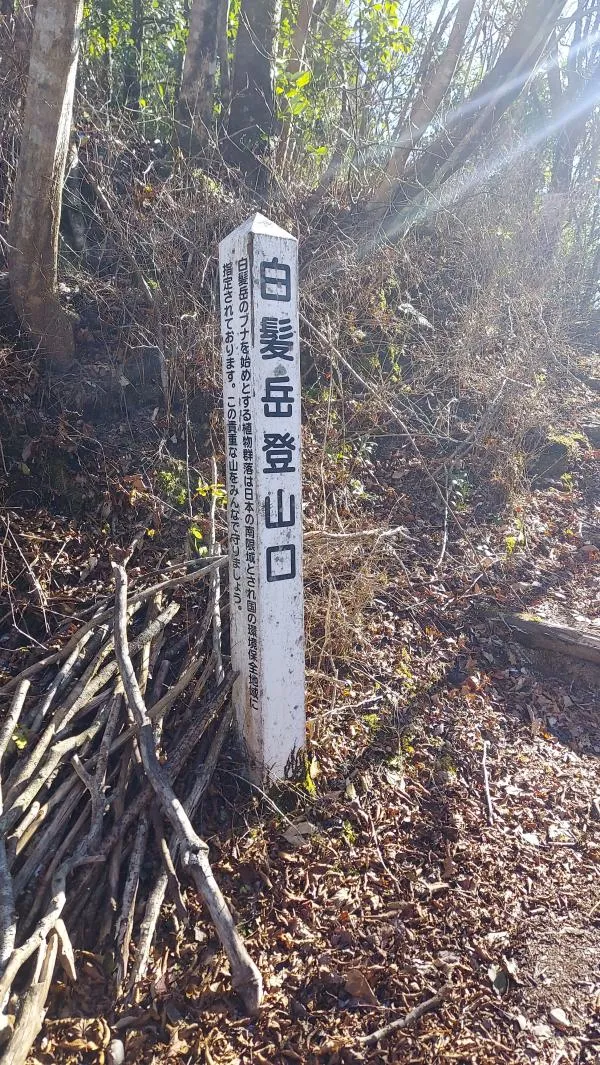 白髪岳登山口
白髪岳のブナを始めとする植物群落は日本の南限域とされ国の環境保全地域に
指定されております。この貴重な山をみんなで守りましょう。